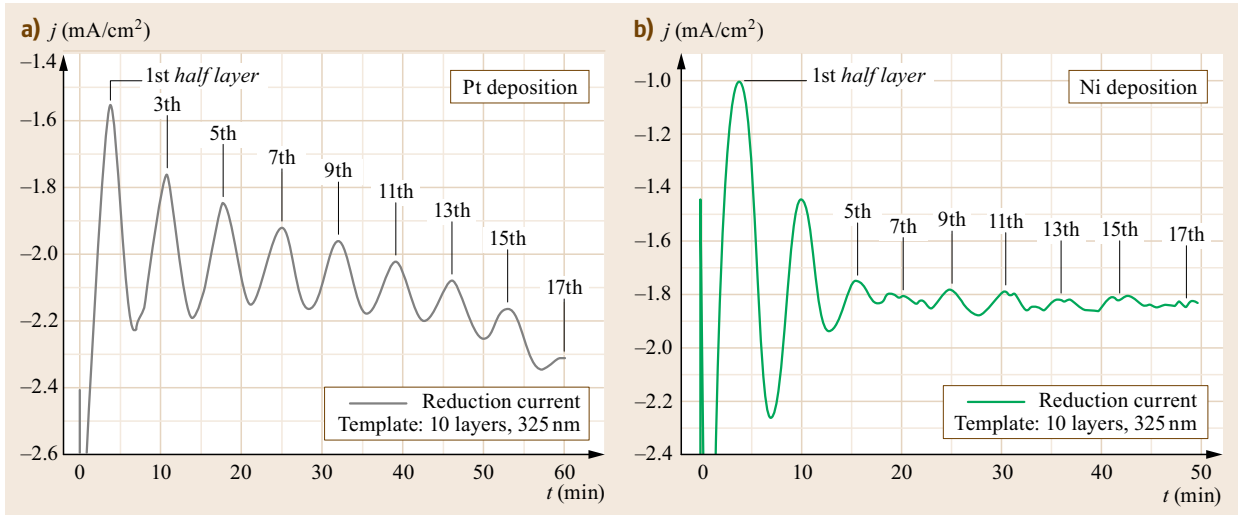 a) j (mA/cm²)
−1.4
−1.6
−1.8
−2.0
−2.2
−2.4
−2.6
0 10 20 30 40 50 60
t (min)
1st half layer
3th
5th
7th
9th
11th
13th
15th
17th
Pt deposition
Reduction current
Template: 10 layers, 325 nm
b) j (mA/cm²)
−1.0
−1.2
−1.4
−1.6
−1.8
−2.0
−2.2
−2.4
0 10 20 30 40 50
t (min)
1st half layer
5th
7th
9th
11th
13th
15th
17th
Ni deposition
Reduction current
Template: 10 layers, 325 nm